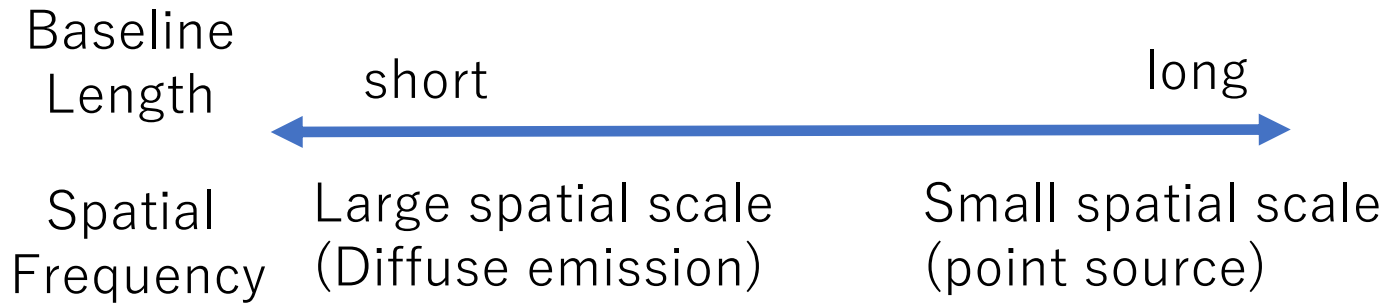 Baseline
Length
short
long
Spatial
Frequency
Large spatial scale
(Diffuse emission)
Small spatial scale
(point source)